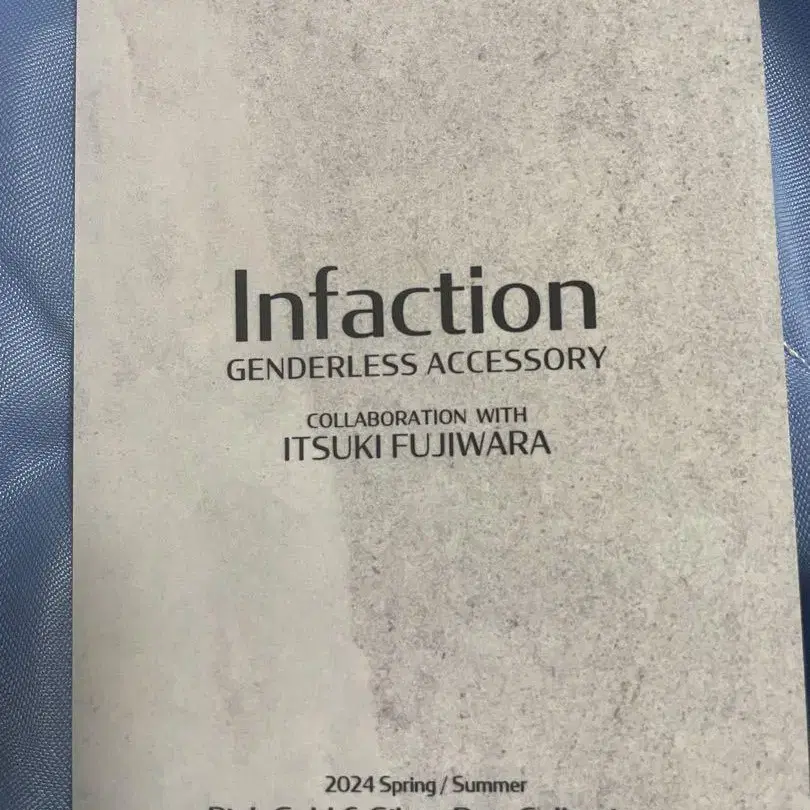 Infaction
GENDERLESS ACCESSORY
COLLABORATION WITH
ITSUKI FUJIWARA
2024 Spring / Summer